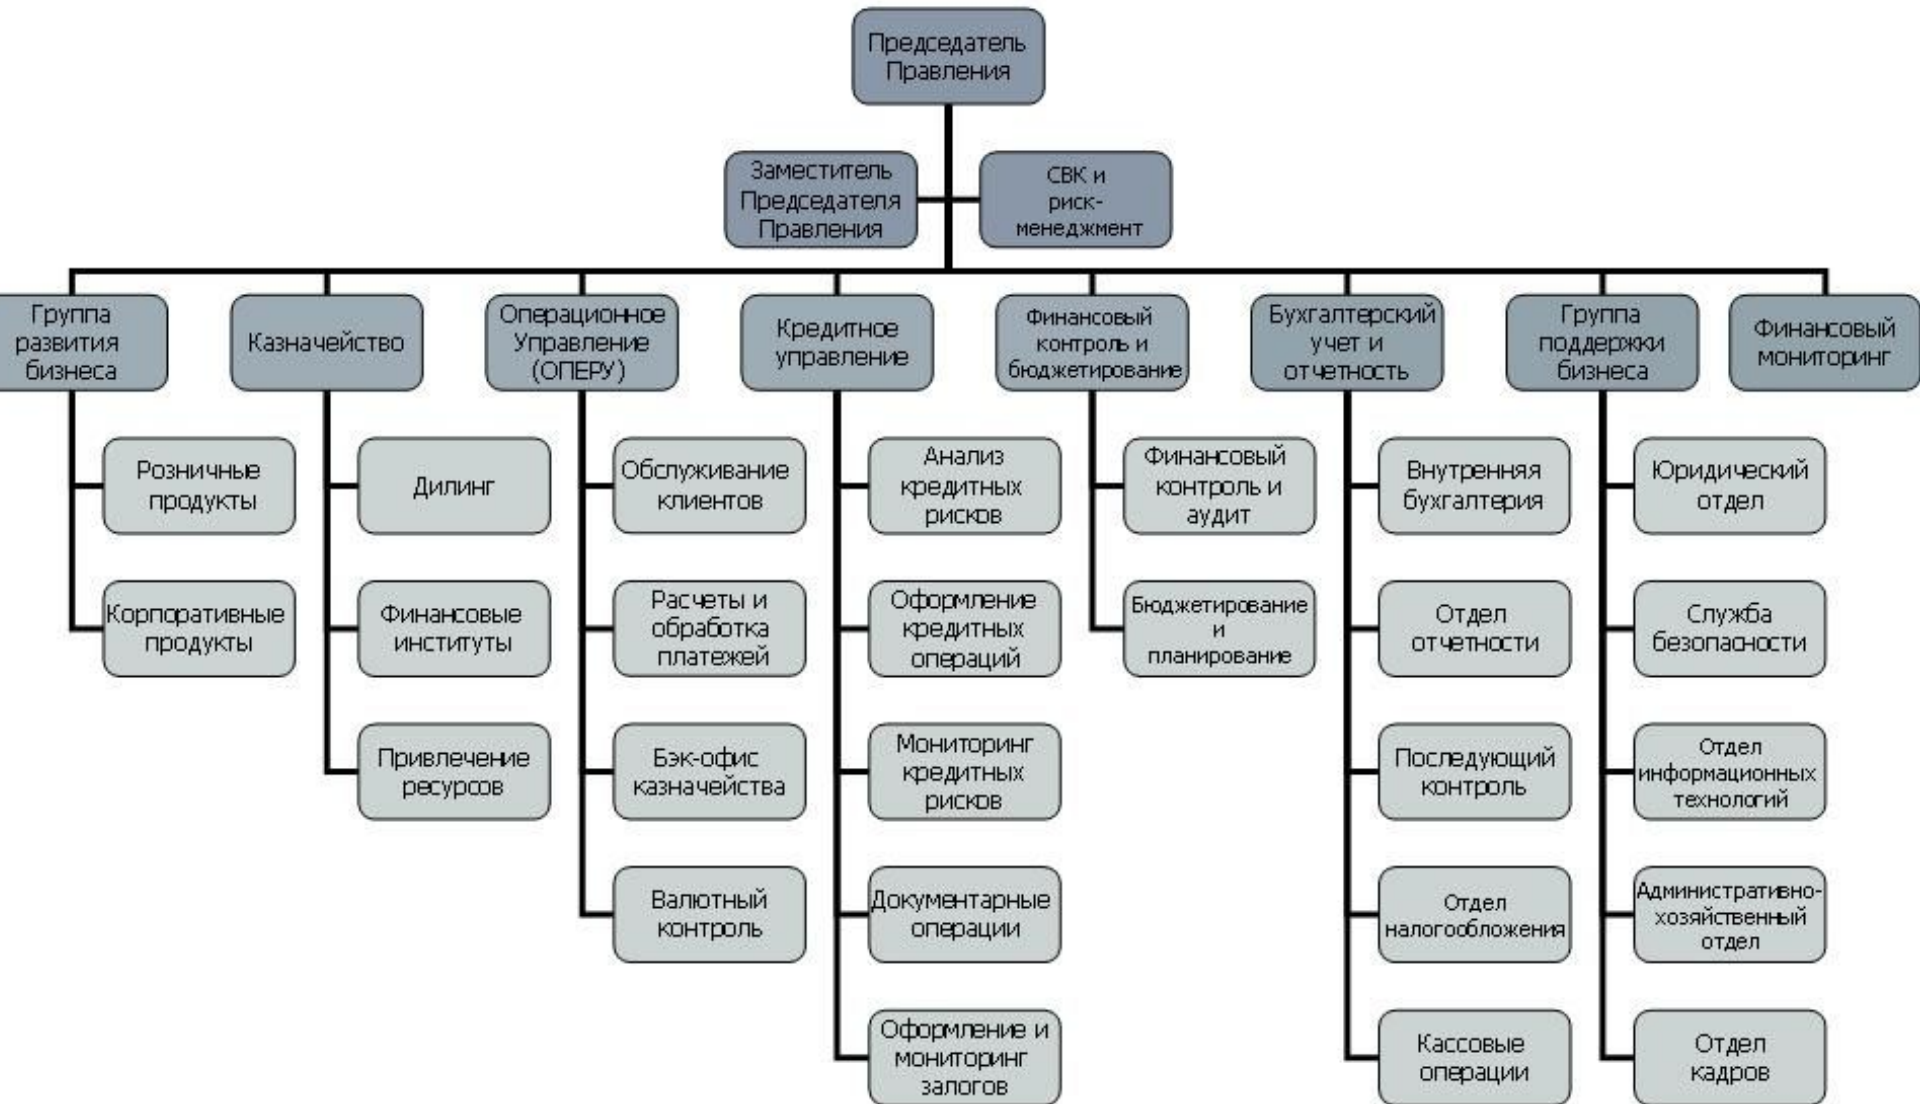 Председатель
Правления
Заместитель
Председателя
Правления
СВК и
риск-
менеджмент
Группа
развития
бизнеса
Казначейство
Операционное
Управление
(ОПЕРУ)
Кредитное
управление
Финансовый
контроль и
бюджетирование
Бухгалтерский
учет и
отчетность
Группа
поддержки
бизнеса
Финансовый
мониторинг
Розничные
продукты
Корпоративные
продукты
Дилинг
Финансовые
институты
Привлечение
ресурсов
Обслуживание
клиентов
Расчеты и
обработка
платежей
Бэк-офис
казначейства
Валютный
контроль
Анализ
кредитных
рисков
Оформление
кредитных
операций
Мониторинг
кредитных
рисков
Документарные
операции
Оформление и
мониторинг
залогов
Финансовый
контроль и
аудит
Бюджетирование
и
планирование
Внутренняя
бухгалтерия
Отдел
отчетности
Последующий
контроль
Отдел
налогообложения
Кассовые
операции
Юридический
отдел
Служба
безопасности
Отдел
информационных
технологий
Административно-
хозяйственный
отдел
Отдел
кадров